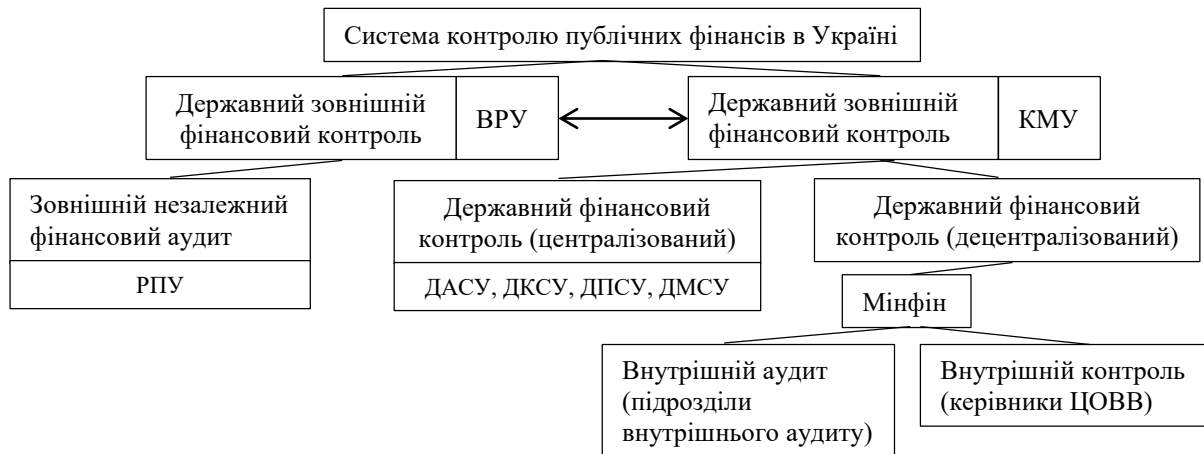 Система контролю публічних фінансів в Україні
Державний зовнішній
фінансовий контроль
ВРУ
Державний зовнішній
фінансовий контроль
КМУ
Зовнішній незалежний
фінансовий аудит
РПУ
Державний фінансовий
контроль (централізований)
ДАСУ, ДКСУ, ДПСУ, ДМСУ
Державний фінансовий
контроль (децентралізований)
Мінфін
Внутрішній аудит
(підрозділи
внутрішнього аудиту)
Внутрішній контроль
(керівники ЦОВВ)